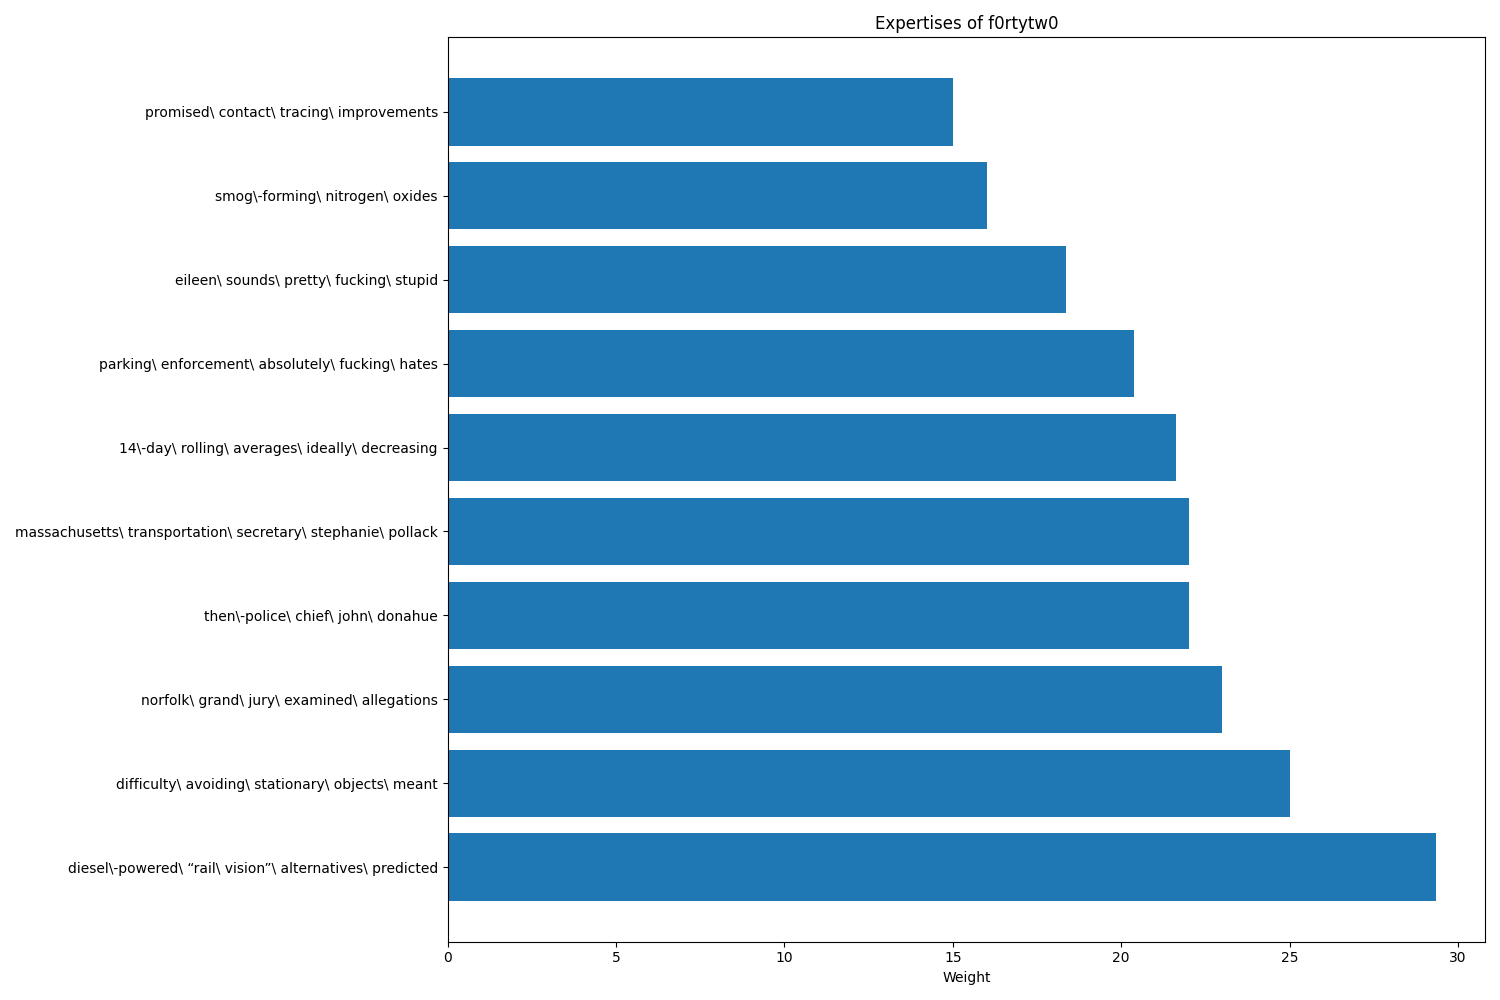 Expertises of f0rtytw0
promised\ contact\ tracing\ improvements
smog\-forming\ nitrogen\ oxides
eileen\ sounds\ pretty\ fucking\ stupid
parking\ enforcement\ absolutely\ fucking\ hates
14\-day\ rolling\ averages\ ideally\ decreasing
massachusetts\ transportation\ secretary\ stephanie\ pollack
then\-police\ chief\ john\ donahue
norfolk\ grand\ jury\ examined\ allegations
difficulty\ avoiding\ stationary\ objects\ meant
diesel\-powered\ “rail\ vision”\ alternatives\ predicted
0 5 10 15 20 25 30
Weight